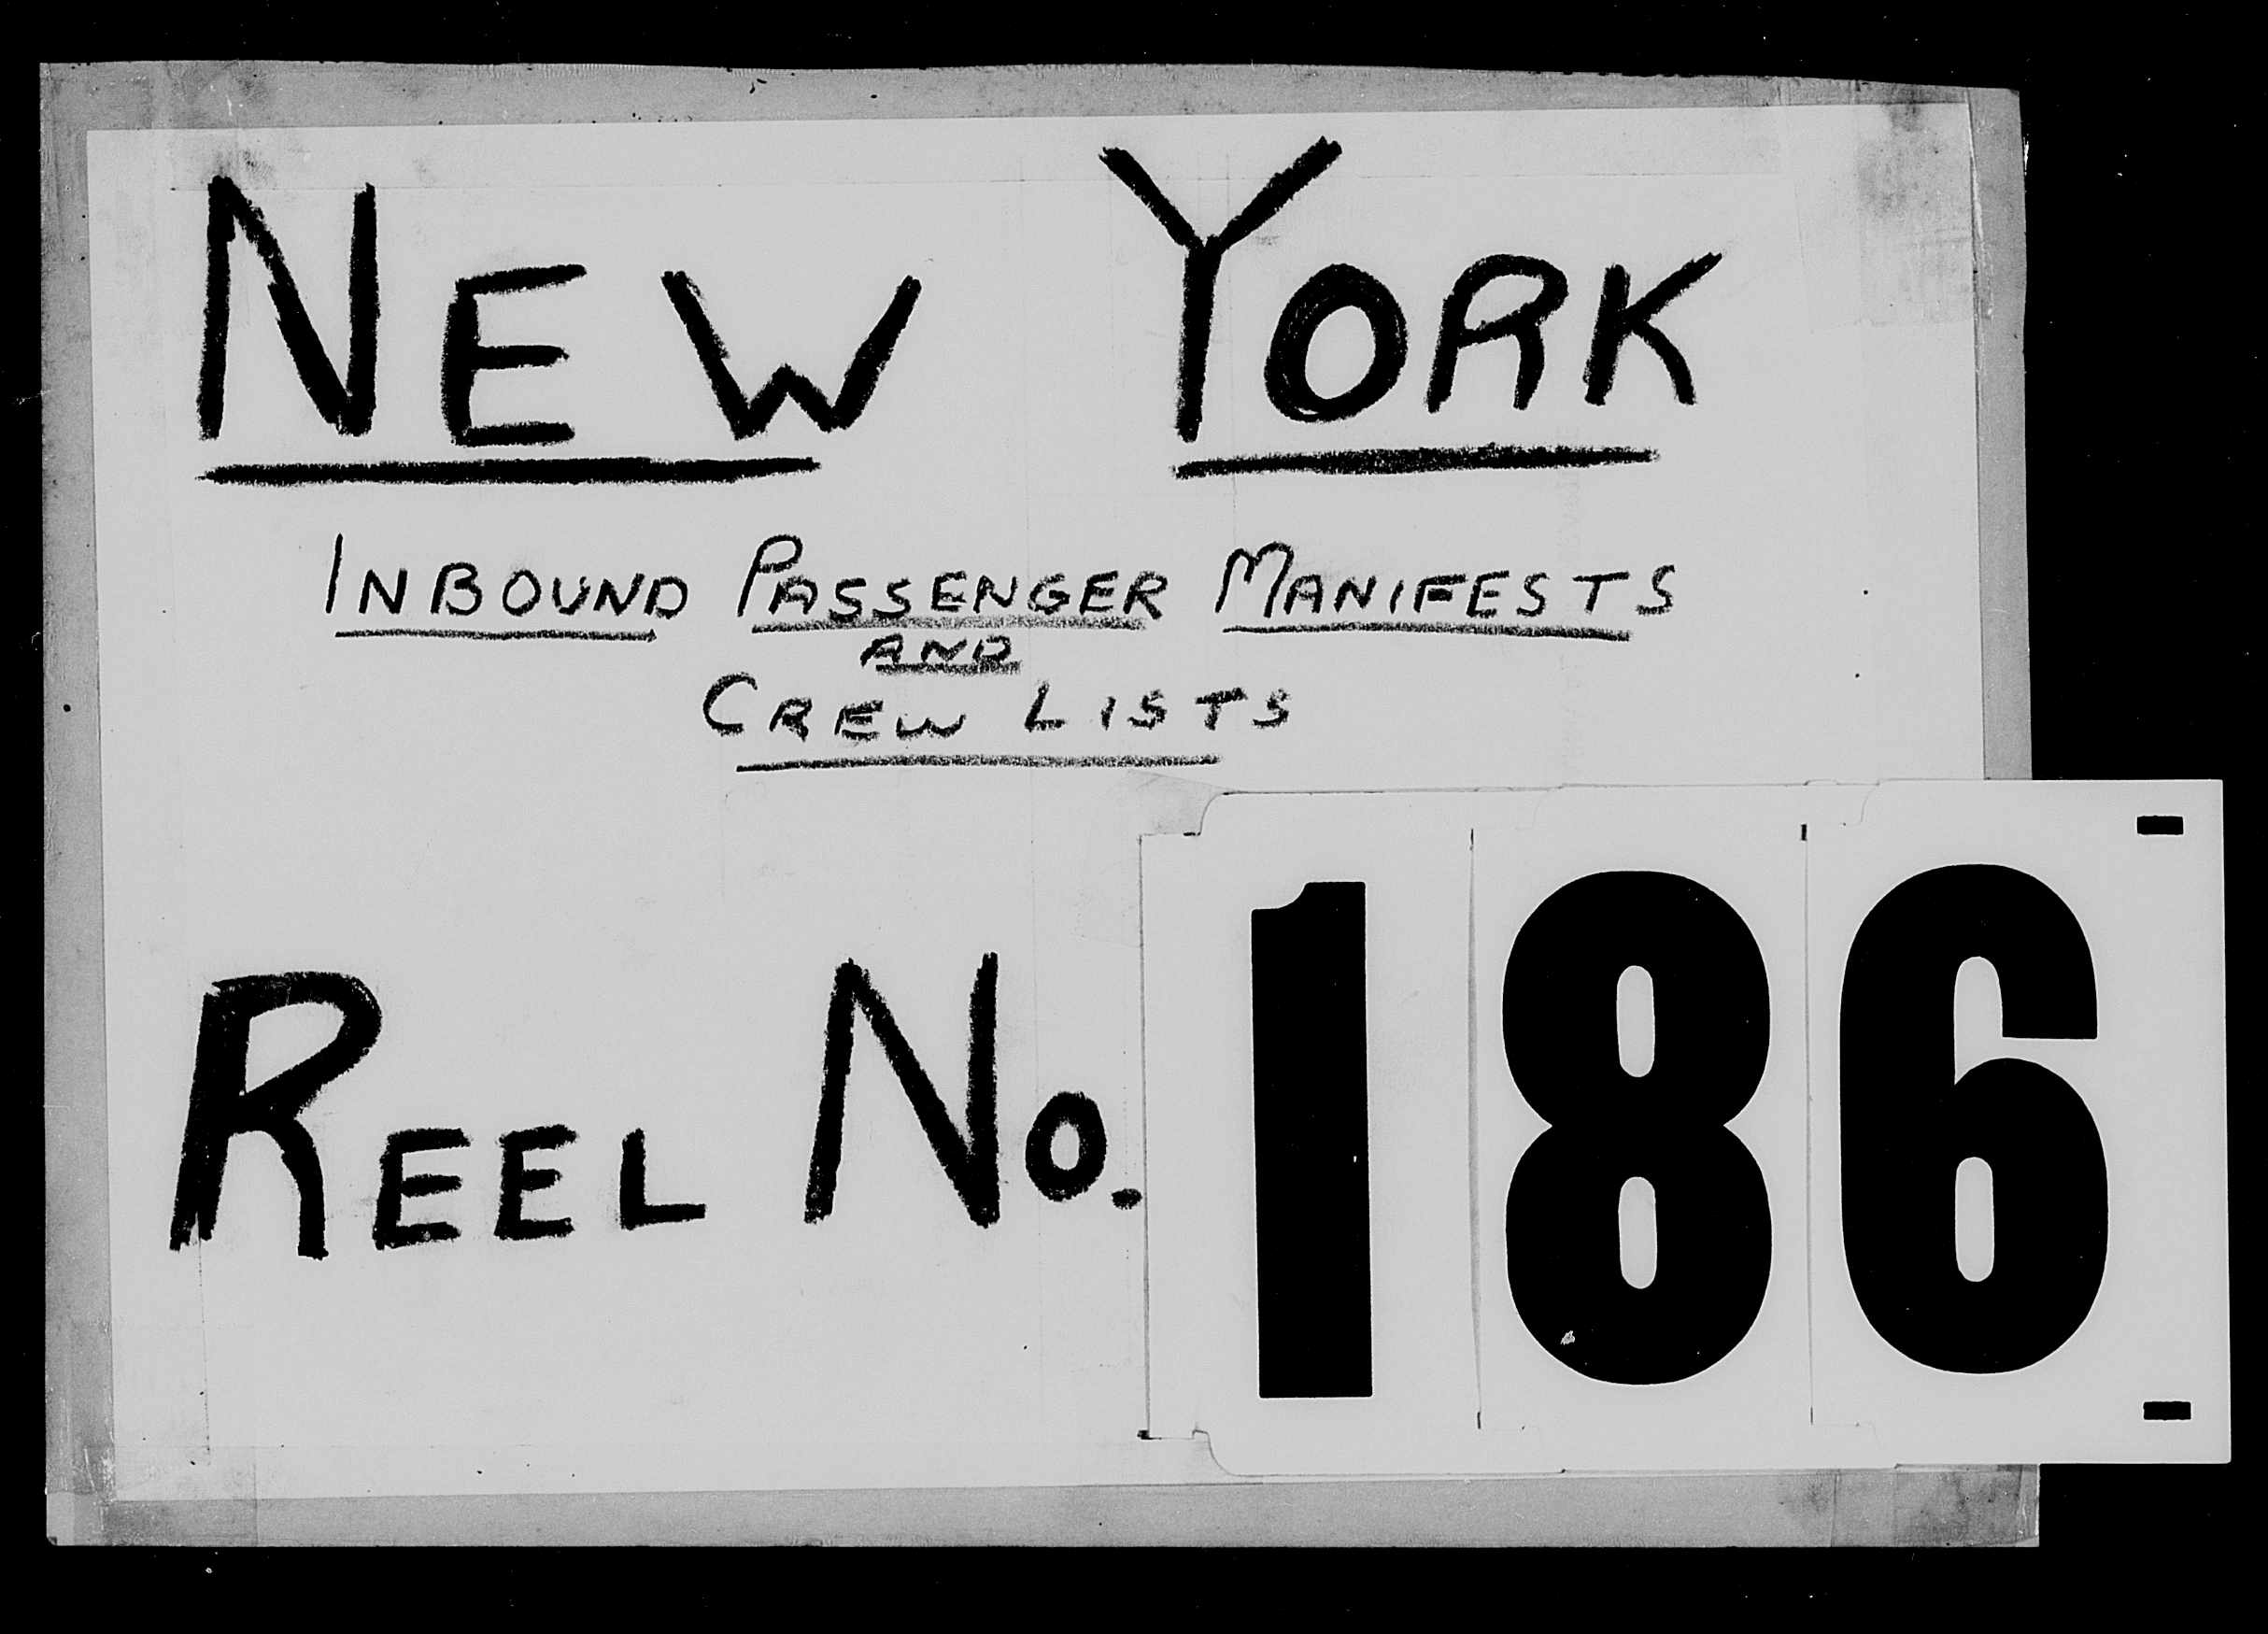 NEW YORK
INBOUND PASSENGER MANIFESTS
AND
CREW LISTS
REEL NO. 186